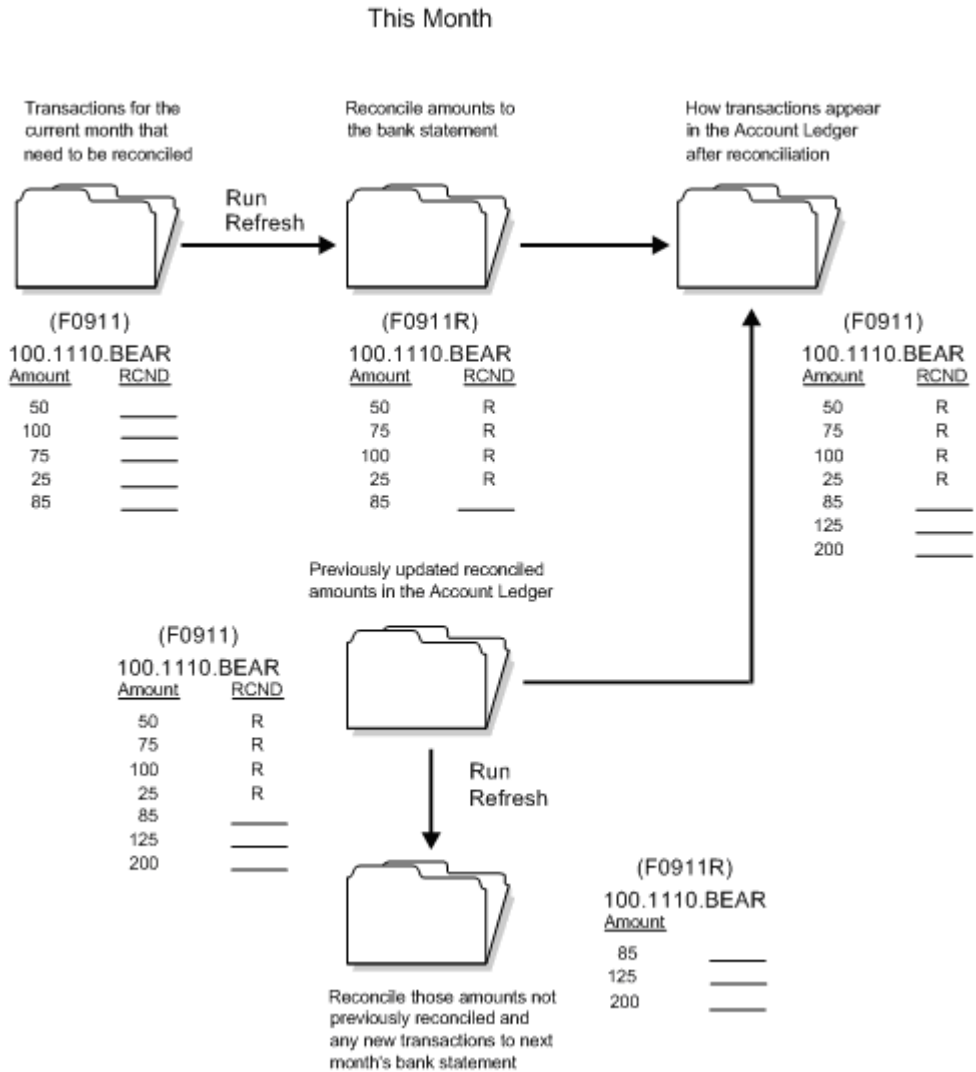 This Month
Transactions for the
current month that
need to be reconciled
Reconcile amounts to
the bank statement
How transactions appear
in the Account Ledger
after reconciliation
Run
Refresh
(F0911)
100.1110.BEAR
Amount RCND
50
100
75
25
85
(F0911R)
100.1110.BEAR
Amount RCND
50 R
75 R
100 R
25 R
85
(F0911)
100.1110.BEAR
Amount RCND
50 R
75 R
100 R
25 R
85
125
200
Previously updated reconciled
amounts in the Account Ledger
(F0911)
100.1110.BEAR
Amount RCND
50 R
75 R
100 R
25 R
85
125
200
Run
Refresh
(F0911R)
100.1110.BEAR
Amount
85
125
200
Reconcile those amounts not
previously reconciled and
any new transactions to next
month's bank statement